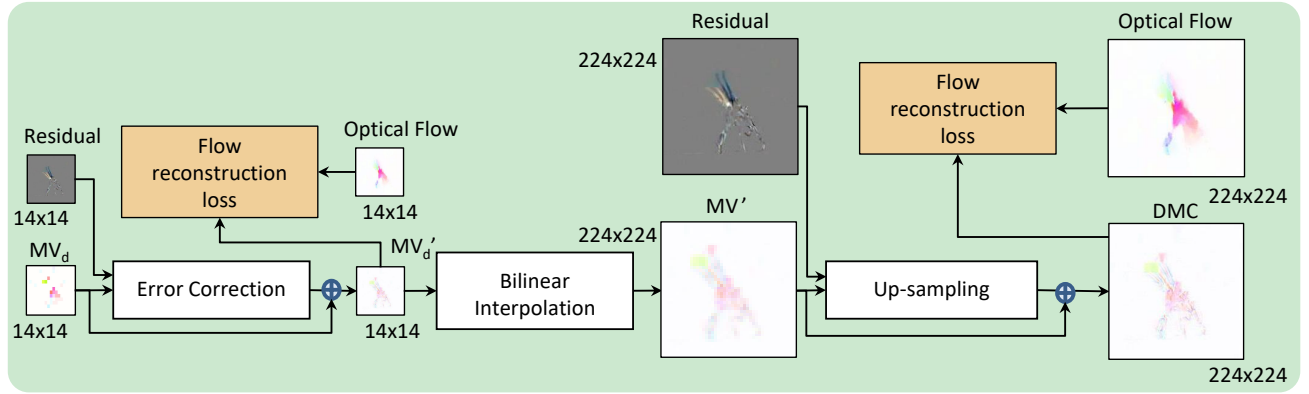 Residual
14x14
MV_d
14x14
Flow
reconstruction
loss
Optical Flow
14x14
Error Correction
MV_d’
14x14
Bilinear
Interpolation
Residual
224x224
MV’
224x224
Up-sampling
Flow
reconstruction
loss
Optical Flow
224x224
DMC
224x224